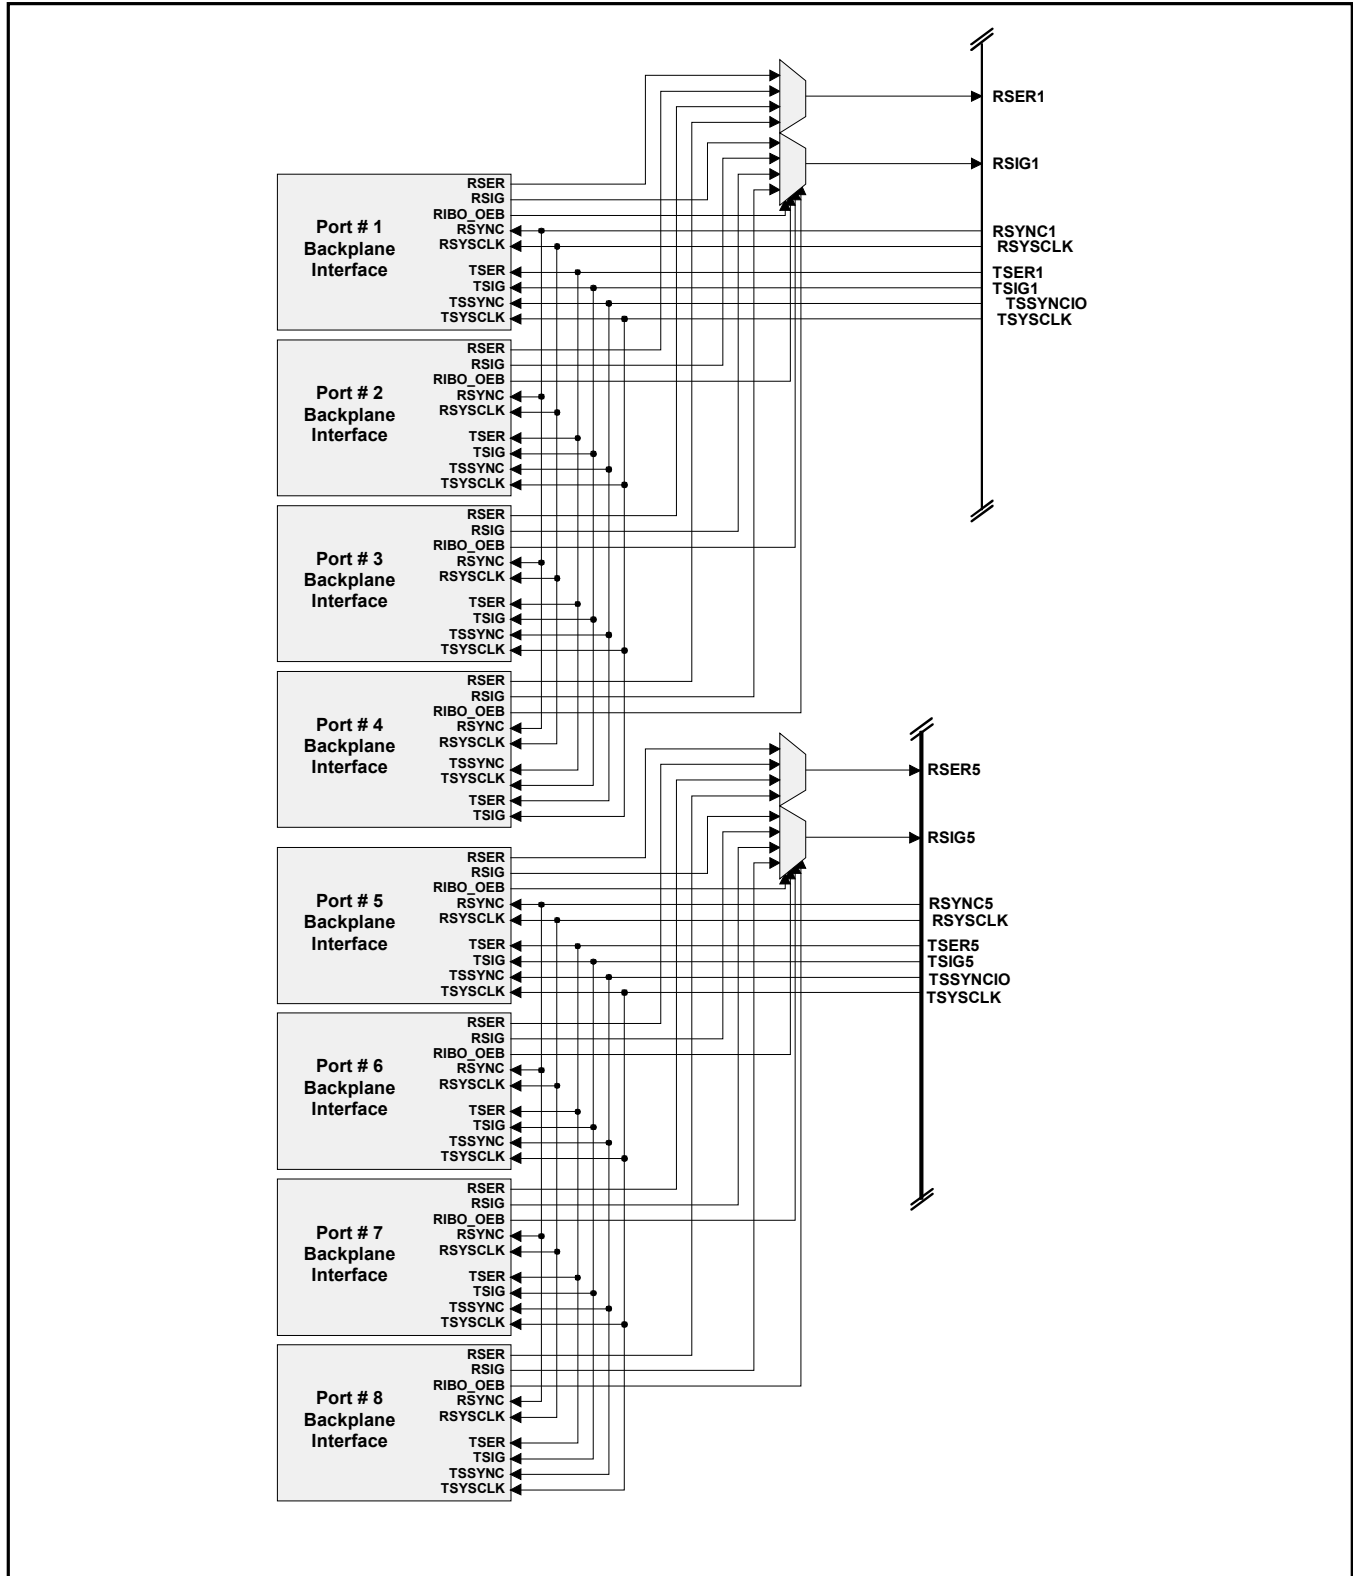 RSER1
RSIG1
Port # 1
Backplane
Interface
RSER
RSIG
RIBO_OEB
RSYNC
RSYSCLK
TSER
TSIG
TSSYNC
TSYSCLK
RSYNC1
RSYSCLK
TSER1
TSIG1
TSSYNCIO
TSYSCLK
Port # 2
Backplane
Interface
RSER
RSIG
RIBO_OEB
RSYNC
RSYSCLK
TSER
TSIG
TSSYNC
TSYSCLK
Port # 3
Backplane
Interface
RSER
RSIG
RIBO_OEB
RSYNC
RSYSCLK
TSER
TSIG
TSSYNC
TSYSCLK
Port # 4
Backplane
Interface
RSER
RSIG
RIBO_OEB
RSYNC
RSYSCLK
TSSYNC
TSYSCLK
TSER
TSIG
RSER5
RSIG5
Port # 5
Backplane
Interface
RSER
RSIG
RIBO_OEB
RSYNC
RSYSCLK
TSER
TSIG
TSSYNC
TSYSCLK
RSYNC5
RSYSCLK
TSER5
TSIG5
TSSYNCIO
TSYSCLK
Port # 6
Backplane
Interface
RSER
RSIG
RIBO_OEB
RSYNC
RSYSCLK
TSER
TSIG
TSSYNC
TSYSCLK
Port # 7
Backplane
Interface
RSER
RSIG
RIBO_OEB
RSYNC
RSYSCLK
TSER
TSIG
TSSYNC
TSYSCLK
Port # 8
Backplane
Interface
RSER
RSIG
RIBO_OEB
RSYNC
RSYSCLK
TSER
TSIG
TSSYNC
TSYSCLK